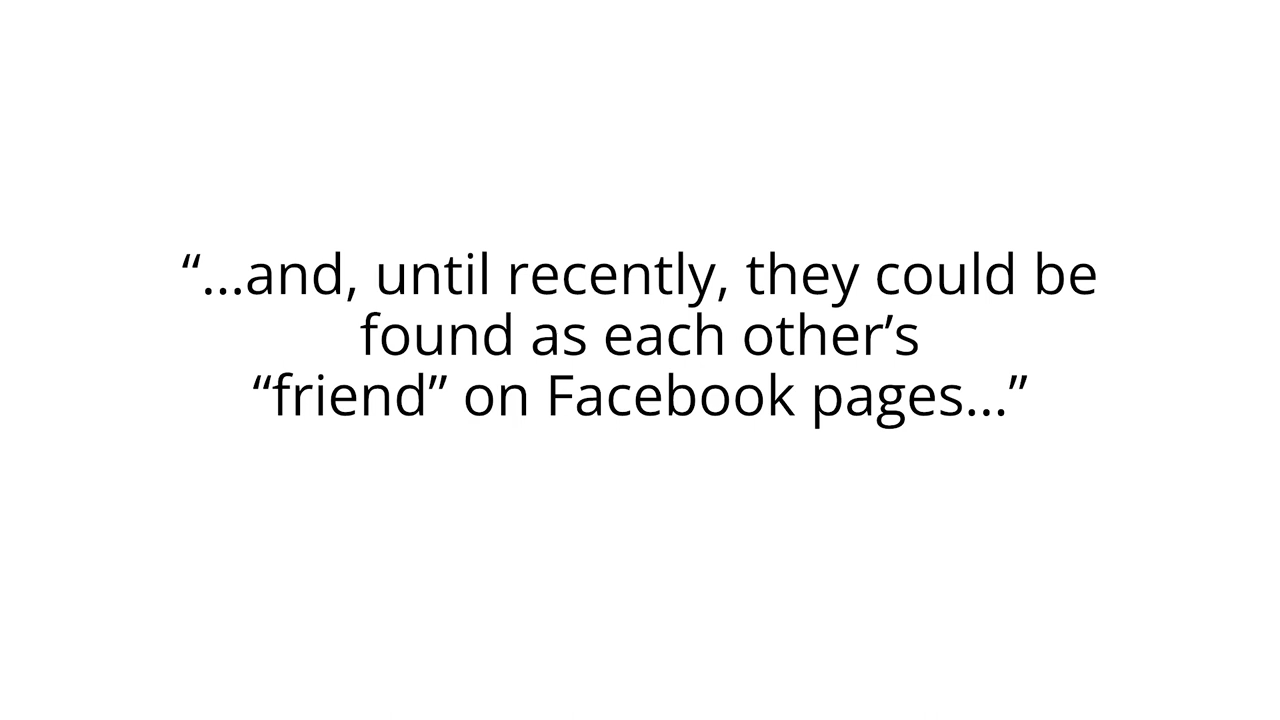 “…and, until recently, they could be
found as each other’s
“friend” on Facebook pages…”